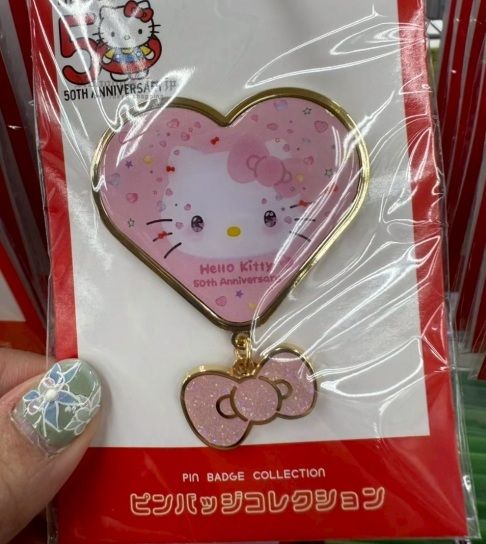 50
50TH ANNIVERSARY
Hello Kitty
50th Anniversary
PIN BADGE COLLECTION
ピンバッジコレクション